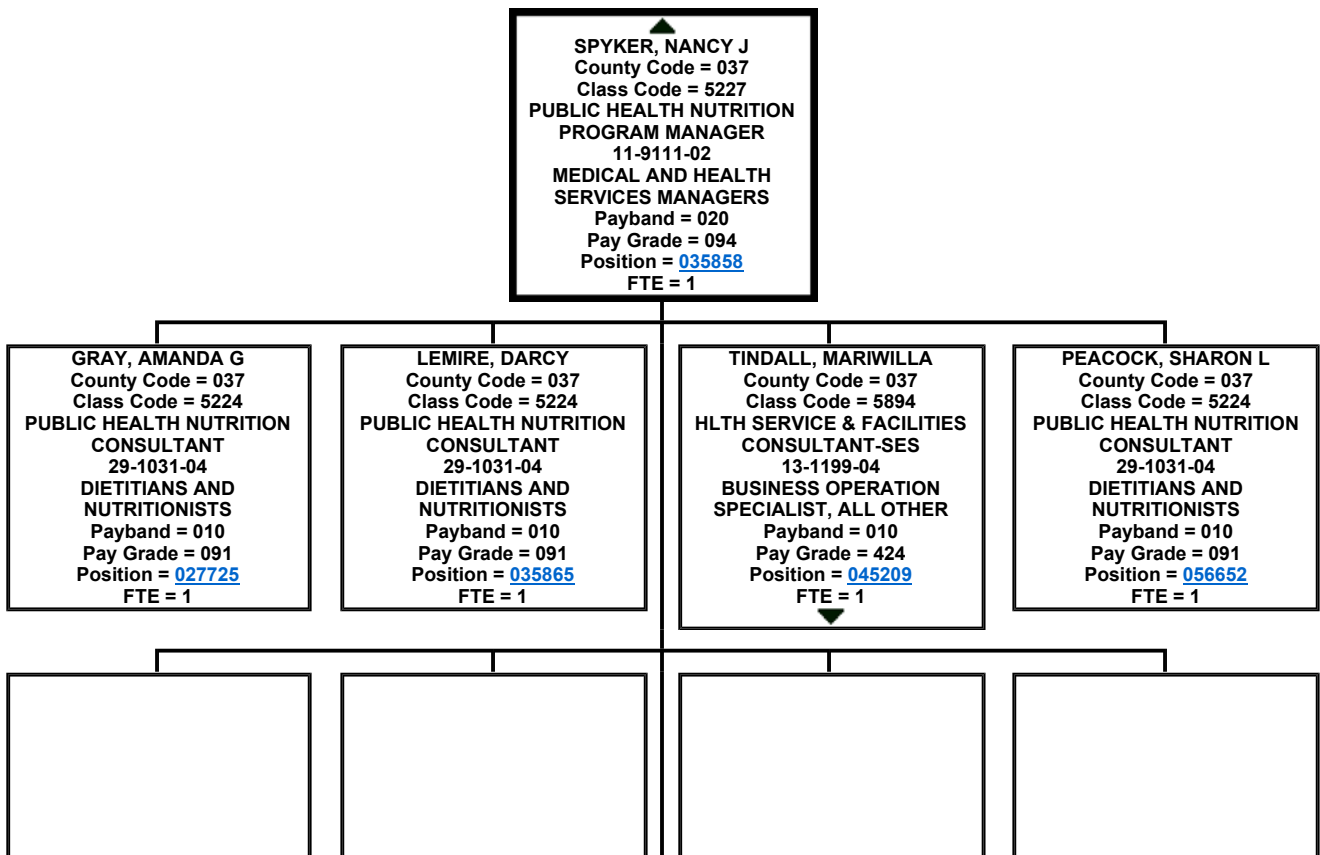 SPYKER, NANCY J
County Code = 037
Class Code = 5227
PUBLIC HEALTH NUTRITION
PROGRAM MANAGER
11-9111-02
MEDICAL AND HEALTH
SERVICES MANAGERS
Payband = 020
Pay Grade = 094
Position = 035858
FTE = 1
GRAY, AMANDA G
County Code = 037
Class Code = 5224
PUBLIC HEALTH NUTRITION
CONSULTANT
29-1031-04
DIETITIANS AND
NUTRITIONISTS
Payband = 010
Pay Grade = 091
Position = 027725
FTE = 1
LEMIRE, DARCY
County Code = 037
Class Code = 5224
PUBLIC HEALTH NUTRITION
CONSULTANT
29-1031-04
DIETITIANS AND
NUTRITIONISTS
Payband = 010
Pay Grade = 091
Position = 035865
FTE = 1
TINDALL, MARIWILLA
County Code = 037
Class Code = 5894
HLTH SERVICE & FACILITIES
CONSULTANT-SES
13-1199-04
BUSINESS OPERATION
SPECIALIST, ALL OTHER
Payband = 010
Pay Grade = 424
Position = 045209
FTE = 1
PEACOCK, SHARON L
County Code = 037
Class Code = 5224
PUBLIC HEALTH NUTRITION
CONSULTANT
29-1031-04
DIETITIANS AND
NUTRITIONISTS
Payband = 010
Pay Grade = 091
Position = 056652
FTE = 1